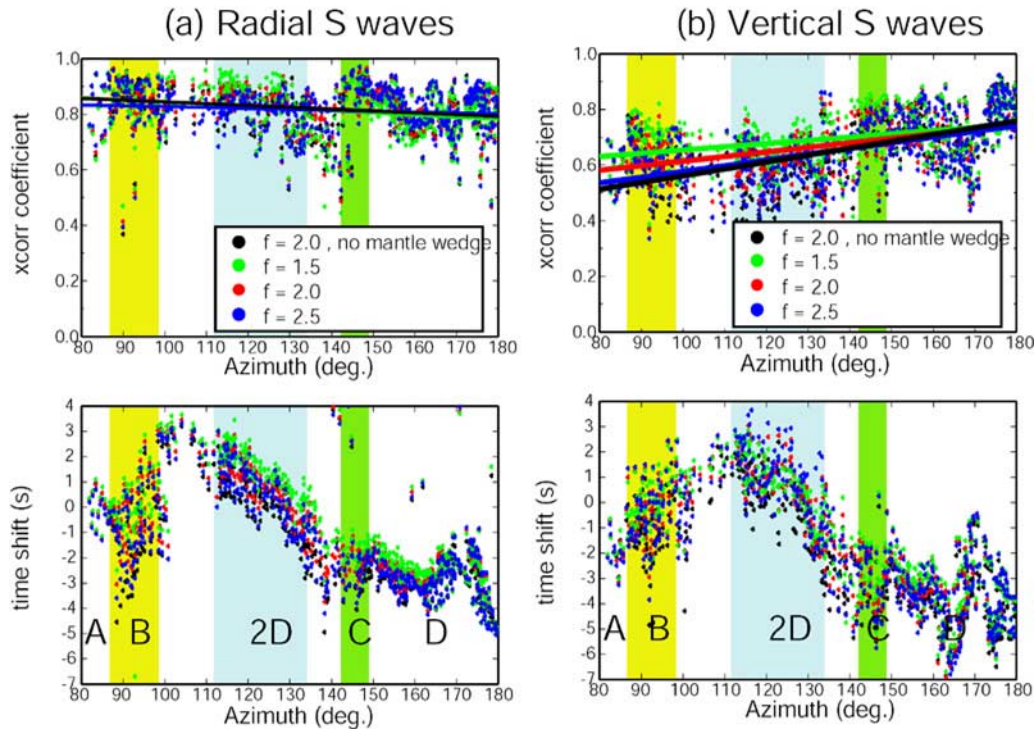 (a) Radial S waves
1.0
0.8
0.6
0.4
0.2
0.0
xcorr coefficient
f = 2.0 , no mantle wedge
f = 1.5
f = 2.0
f = 2.5
80 90 100 110 120 130 140 150 160 170 180
Azimuth (deg.)
(b) Vertical S waves
1.0
0.8
0.6
0.4
0.2
0.0
xcorr coefficient
f = 2.0 , no mantle wedge
f = 1.5
f = 2.0
f = 2.5
80 90 100 110 120 130 140 150 160 170 180
Azimuth (deg.)
4
3
2
1
0
-1
-2
-3
-4
-5
-6
-7
time shift (s)
A B 2D C D
80 90 100 110 120 130 140 150 160 170 180
Azimuth (deg.)
4
3
2
1
0
-1
-2
-3
-4
-5
-6
-7
time shift (s)
A B 2D C D
80 90 100 110 120 130 140 150 160 170 180
Azimuth (deg.)